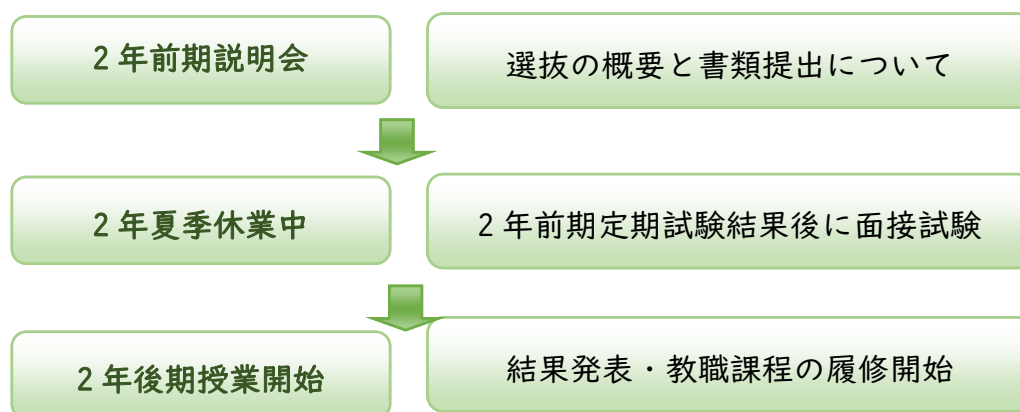 2年前期説明会
選抜の概要と書類提出について
2年夏季休業中
2年前期定期試験結果後に面接試験
2年後期授業開始
結果発表・教職課程の履修開始